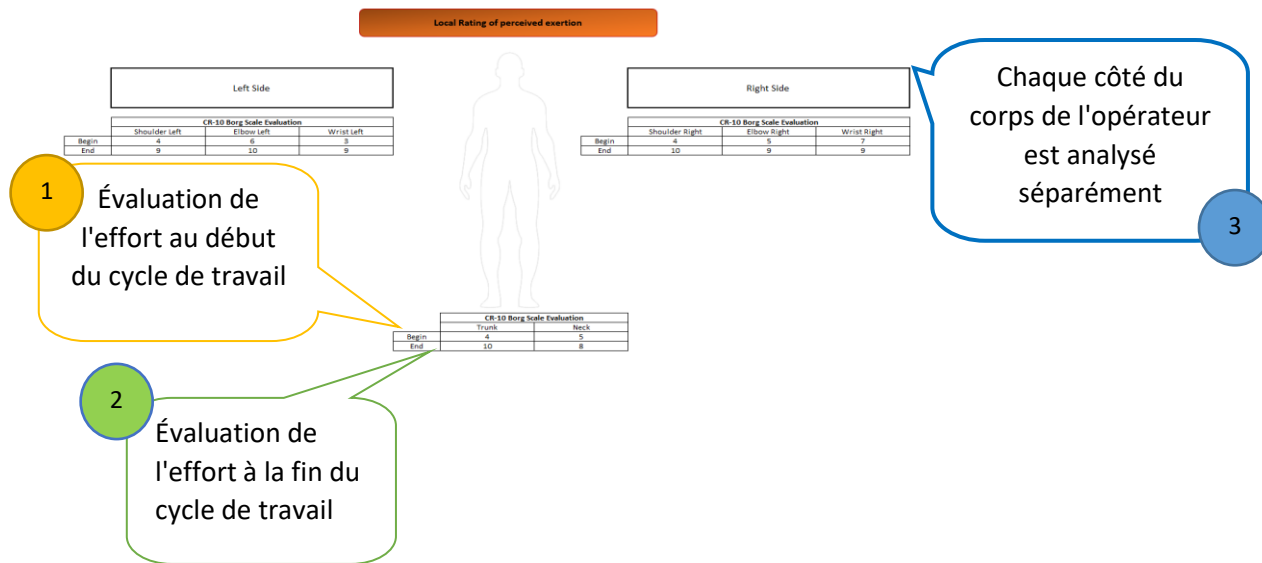 Local Rating of perceived exertion
Left Side
CR-10 Borg Scale Evaluation
Shoulder Left Elbow Left Wrist Left
Begin 4 6 3
End 9 10 9
Right Side
CR-10 Borg Scale Evaluation
Shoulder Right Elbow Right Wrist Right
Begin 4 5 7
End 10 9 9
Chaque côté du
corps de l'opérateur
est analysé
séparément
3
1
Évaluation de
l'effort au début
du cycle de travail
CR-10 Borg Scale Evaluation
Trunk Neck
Begin 4 5
End 10 8
2
Évaluation de
l'effort à la fin du
cycle de travail